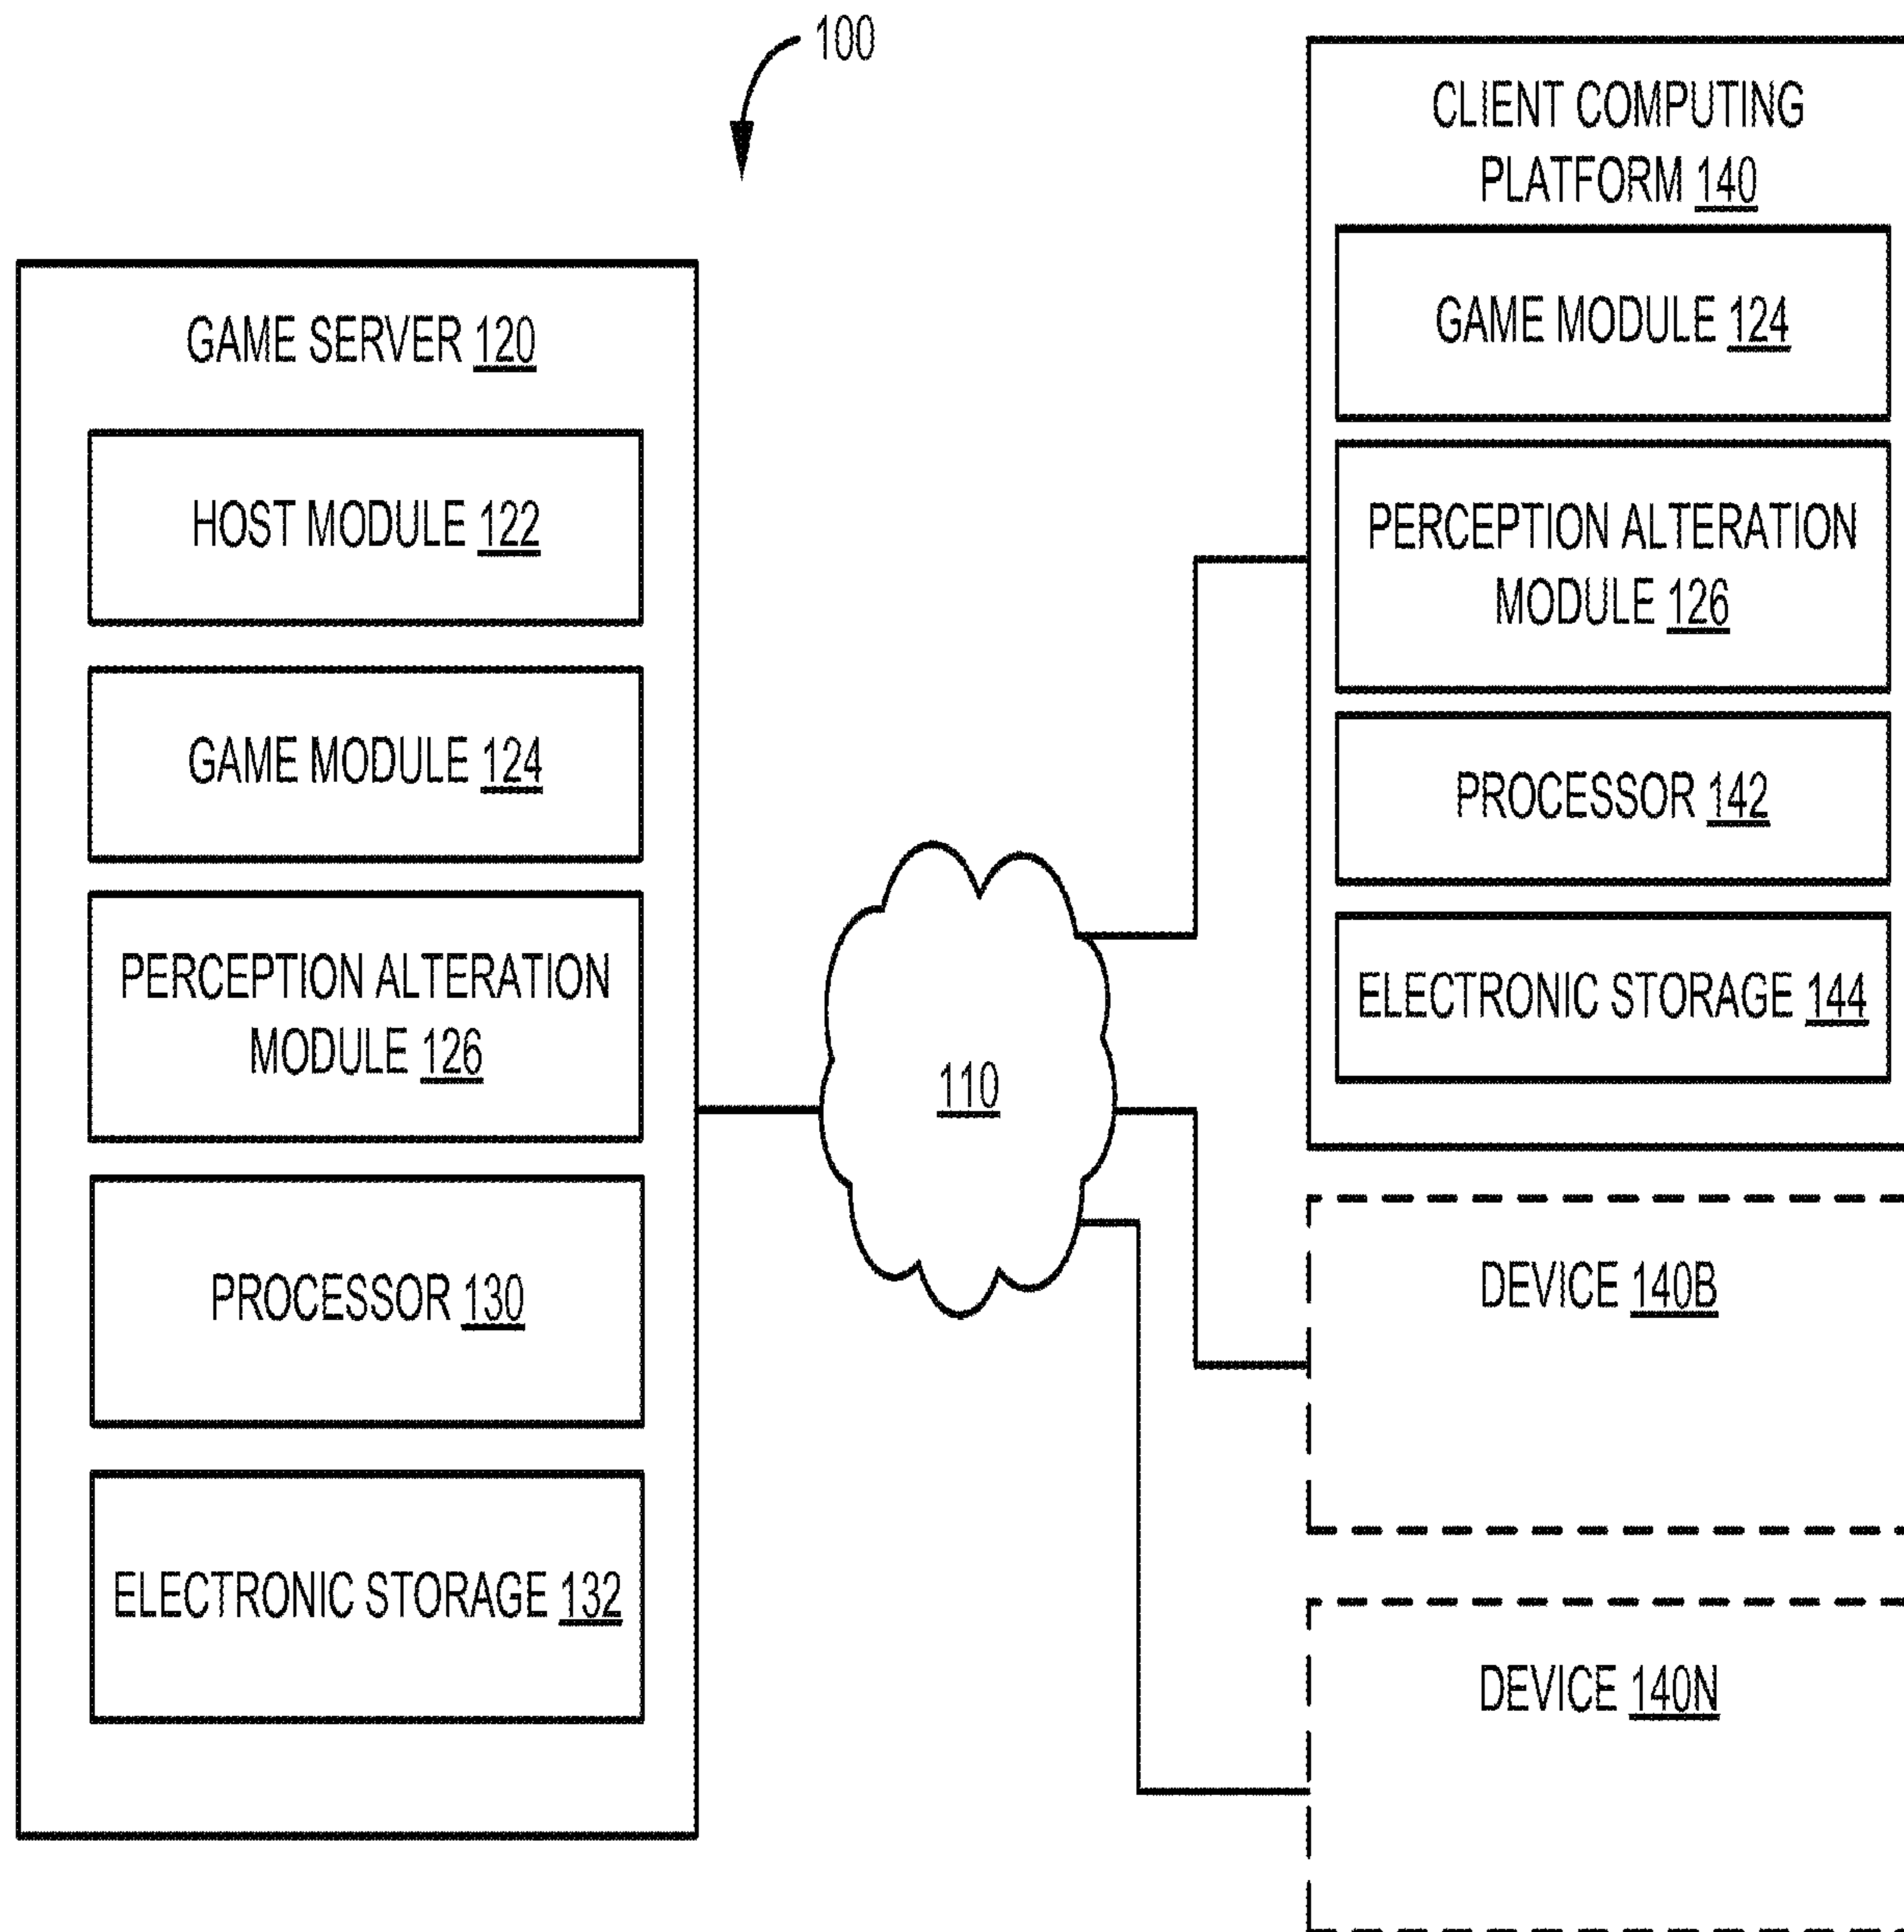 100
GAME SERVER 120
HOST MODULE 122
GAME MODULE 124
PERCEPTION ALTERATION
MODULE 126
PROCESSOR 130
ELECTRONIC STORAGE 132
110
CLIENT COMPUTING
PLATFORM 140
GAME MODULE 124
PERCEPTION ALTERATION
MODULE 126
PROCESSOR 142
ELECTRONIC STORAGE 144
DEVICE 140B
DEVICE 140N